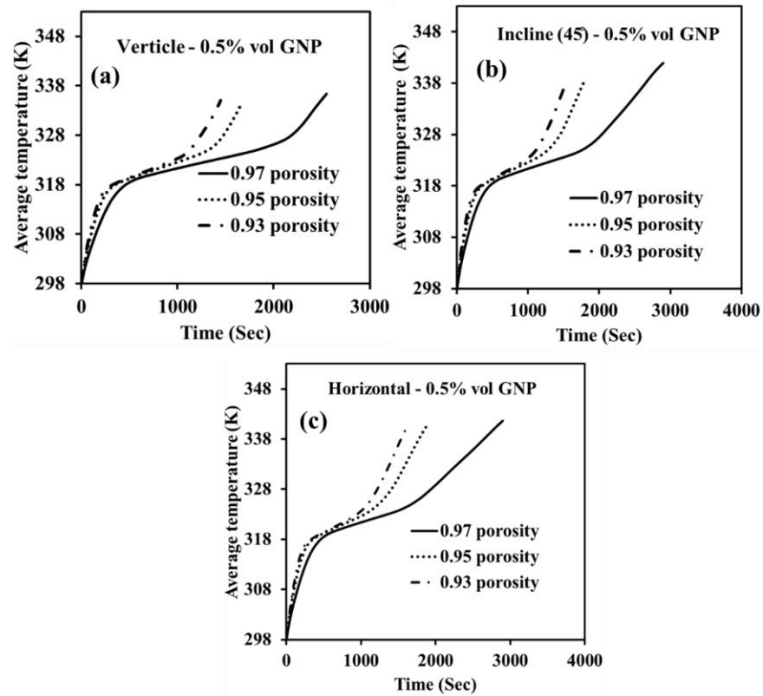 Verticle - 0.5% vol GNP
(a)
Average temperature (K)
348
338
328
318
308
298
0.97 porosity
0.95 porosity
0.93 porosity
0 1000 2000 3000
Time (Sec)
Incline (45) - 0.5% vol GNP
(b)
Average temperature (K)
348
338
328
318
308
298
0.97 porosity
0.95 porosity
0.93 porosity
0 1000 2000 3000 4000
Time (Sec)
Horizontal - 0.5% vol GNP
(c)
Average temperature (K)
348
338
328
318
308
298
0.97 porosity
0.95 porosity
0.93 porosity
0 1000 2000 3000 4000
Time (Sec)